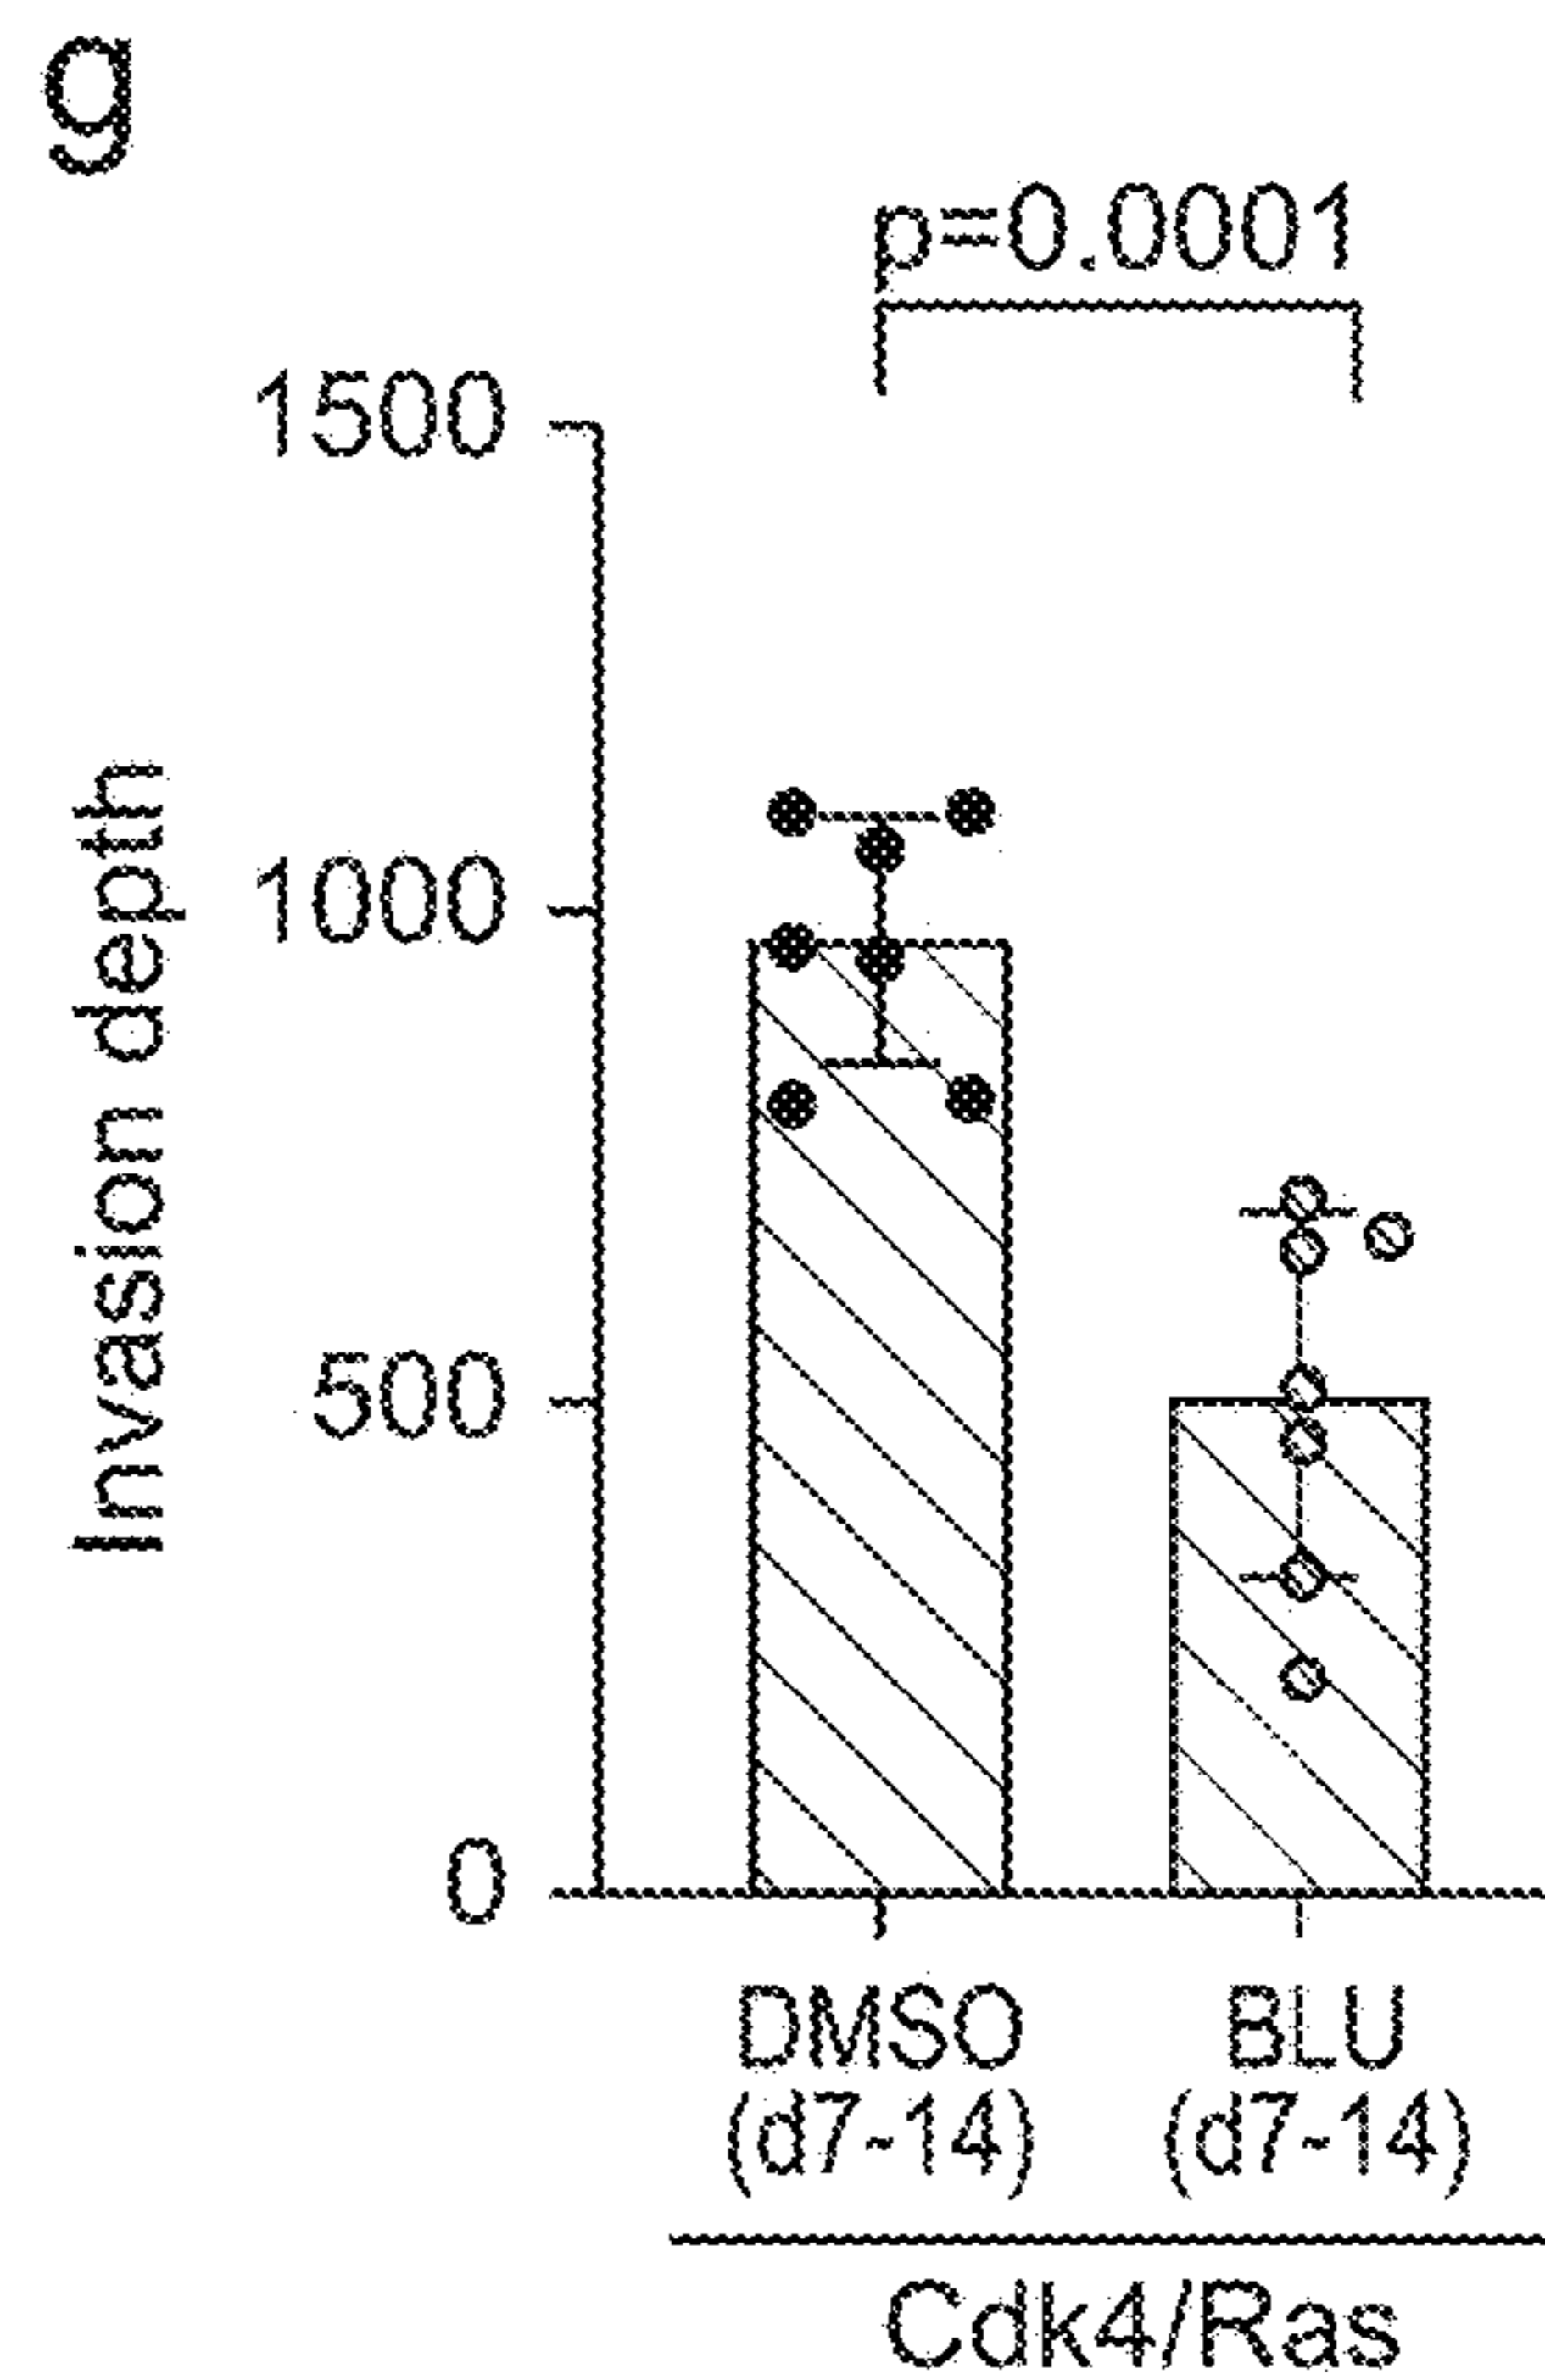 g
p=0.0001
1500
1000
500
0
Invasion depth
DMSO
(d7-14)
BLU
(d7-14)
Cdk4/Ras